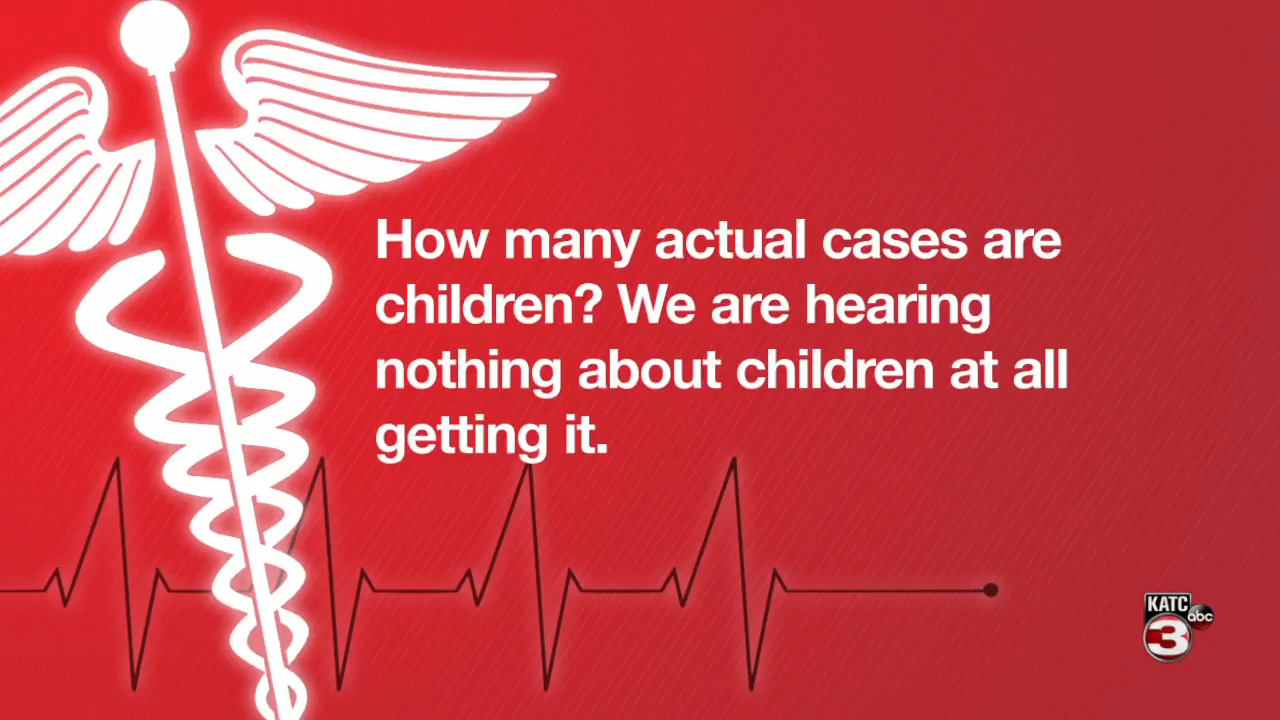 How many actual cases are
children? We are hearing
nothing about children at all
getting it.
KATC
abc
3